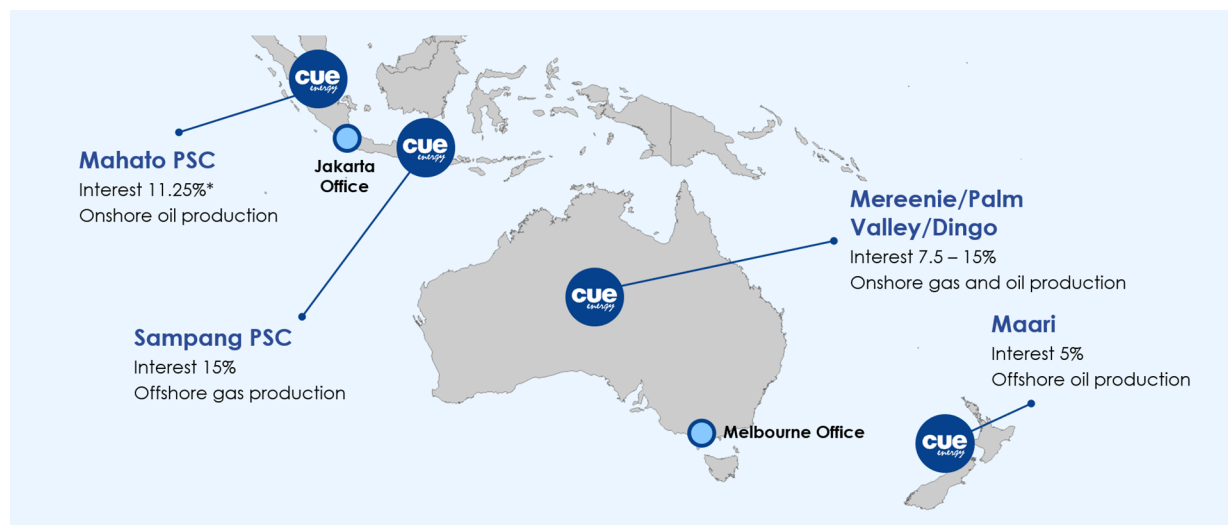 cue
energy
Mahato PSC
Interest 11.25%*
Onshore oil production
Jakarta
Office
cue
energy
Sampang PSC
Interest 15%
Offshore gas production
cue
energy
Mereenie/Palm
Valley/Dingo
Interest 7.5 – 15%
Onshore gas and oil production
Maari
Interest 5%
Offshore oil production
cue
energy
Melbourne Office